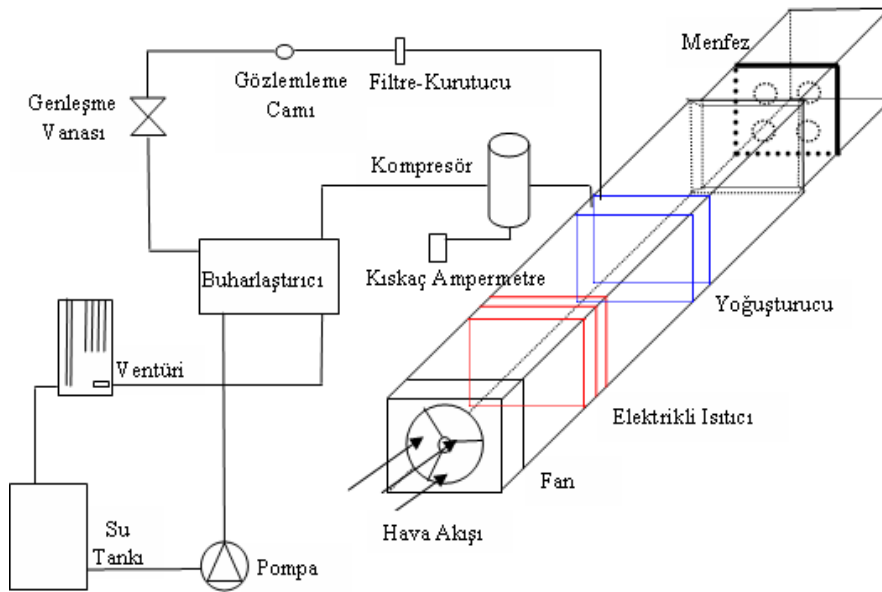 Menfez
Gözlemleme
Camı
Filtre-Kurutucu
Genleşme
Vanası
Kompresör
Buharlaştırıcı
Kıskaç Ampermetre
Yoğuşturucu
Ventüri
Elektrikli Isıtıcı
Fan
Hava Akışı
Su
Tankı
Pompa